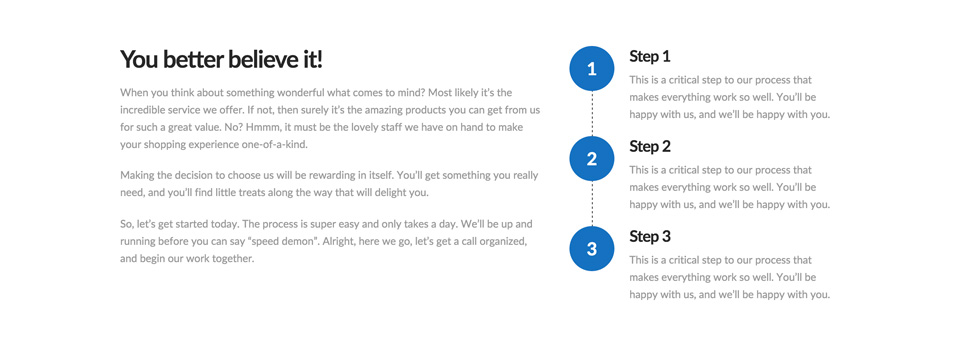 You better believe it!
When you think about something wonderful what comes to mind? Most likely it's the
incredible service we offer. If not, then surely it's the amazing products you can get from us
for such a great value. No? Hmmm, it must be the lovely staff we have on hand to make
your shopping experience one-of-a-kind.
Making the decision to choose us will be rewarding in itself. You'll get something you really
need, and you'll find little treats along the way that will delight you.
So, let's get started today. The process is super easy and only takes a day. We'll be up and
running before you can say "speed demon". Alright, here we go, let's get a call organized,
and begin our work together.
1
Step 1
This is a critical step to our process that
makes everything work so well. You'll be
happy with us, and we'll be happy with you.
2
Step 2
This is a critical step to our process that
makes everything work so well. You'll be
happy with us, and we'll be happy with you.
3
Step 3
This is a critical step to our process that
makes everything work so well. You'll be
happy with us, and we'll be happy with you.